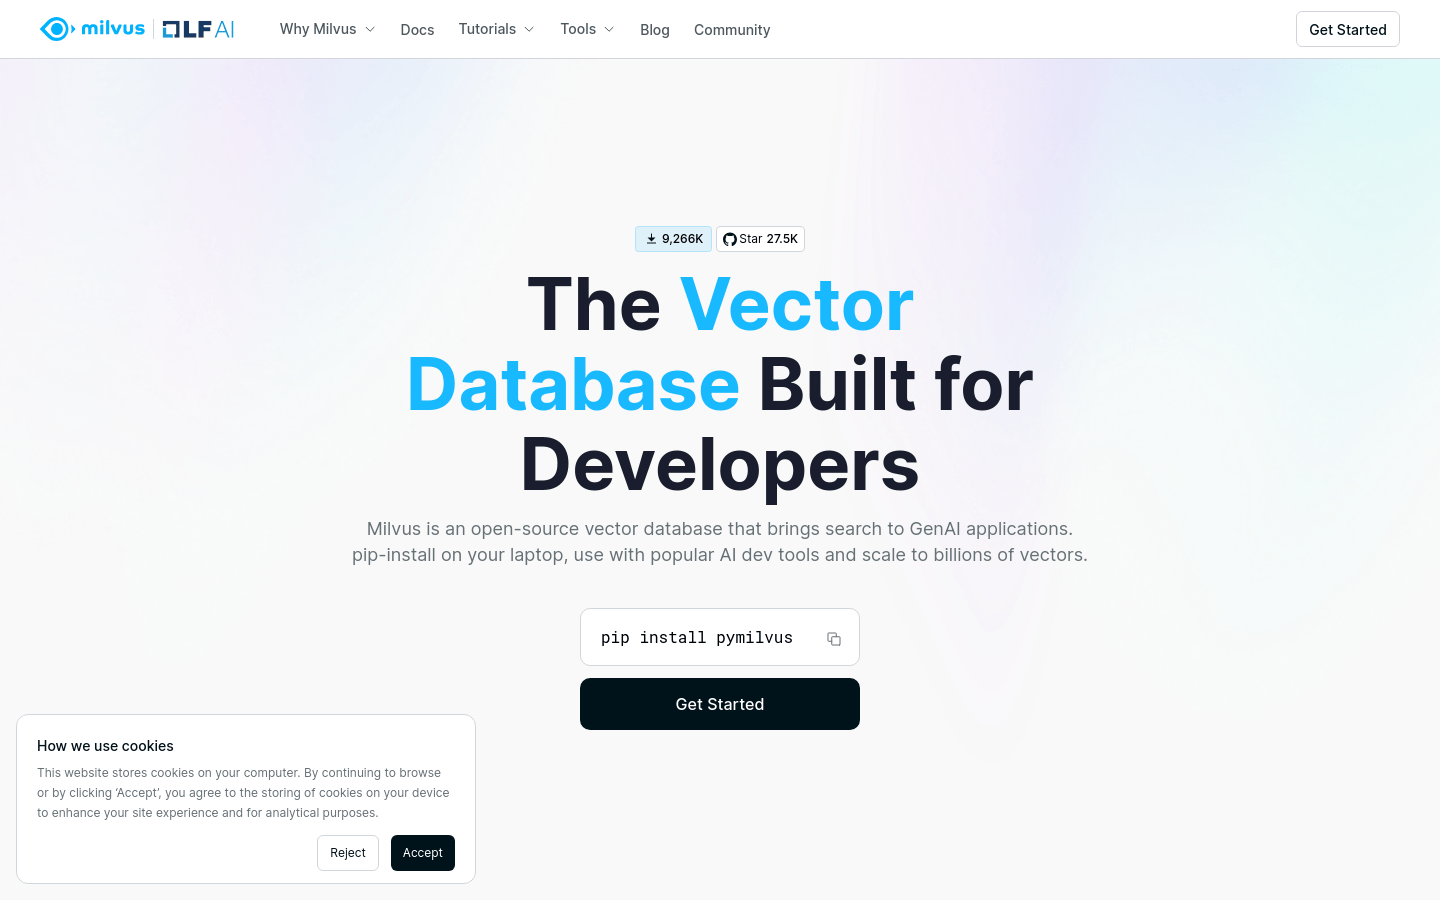 milvus
LF AI
Why Milvus
Docs
Tutorials
Tools
Blog
Community
Get Started
9,266K
Star 27.5K
The Vector
Database Built for
Developers
Milvus is an open-source vector database that brings search to GenAI applications.
pip-install on your laptop, use with popular AI dev tools and scale to billions of vectors.
pip install pymilvus
Get Started
How we use cookies
This website stores cookies on your computer. By continuing to browse
or by clicking ‘Accept’, you agree to the storing of cookies on your device
to enhance your site experience and for analytical purposes.
Reject
Accept